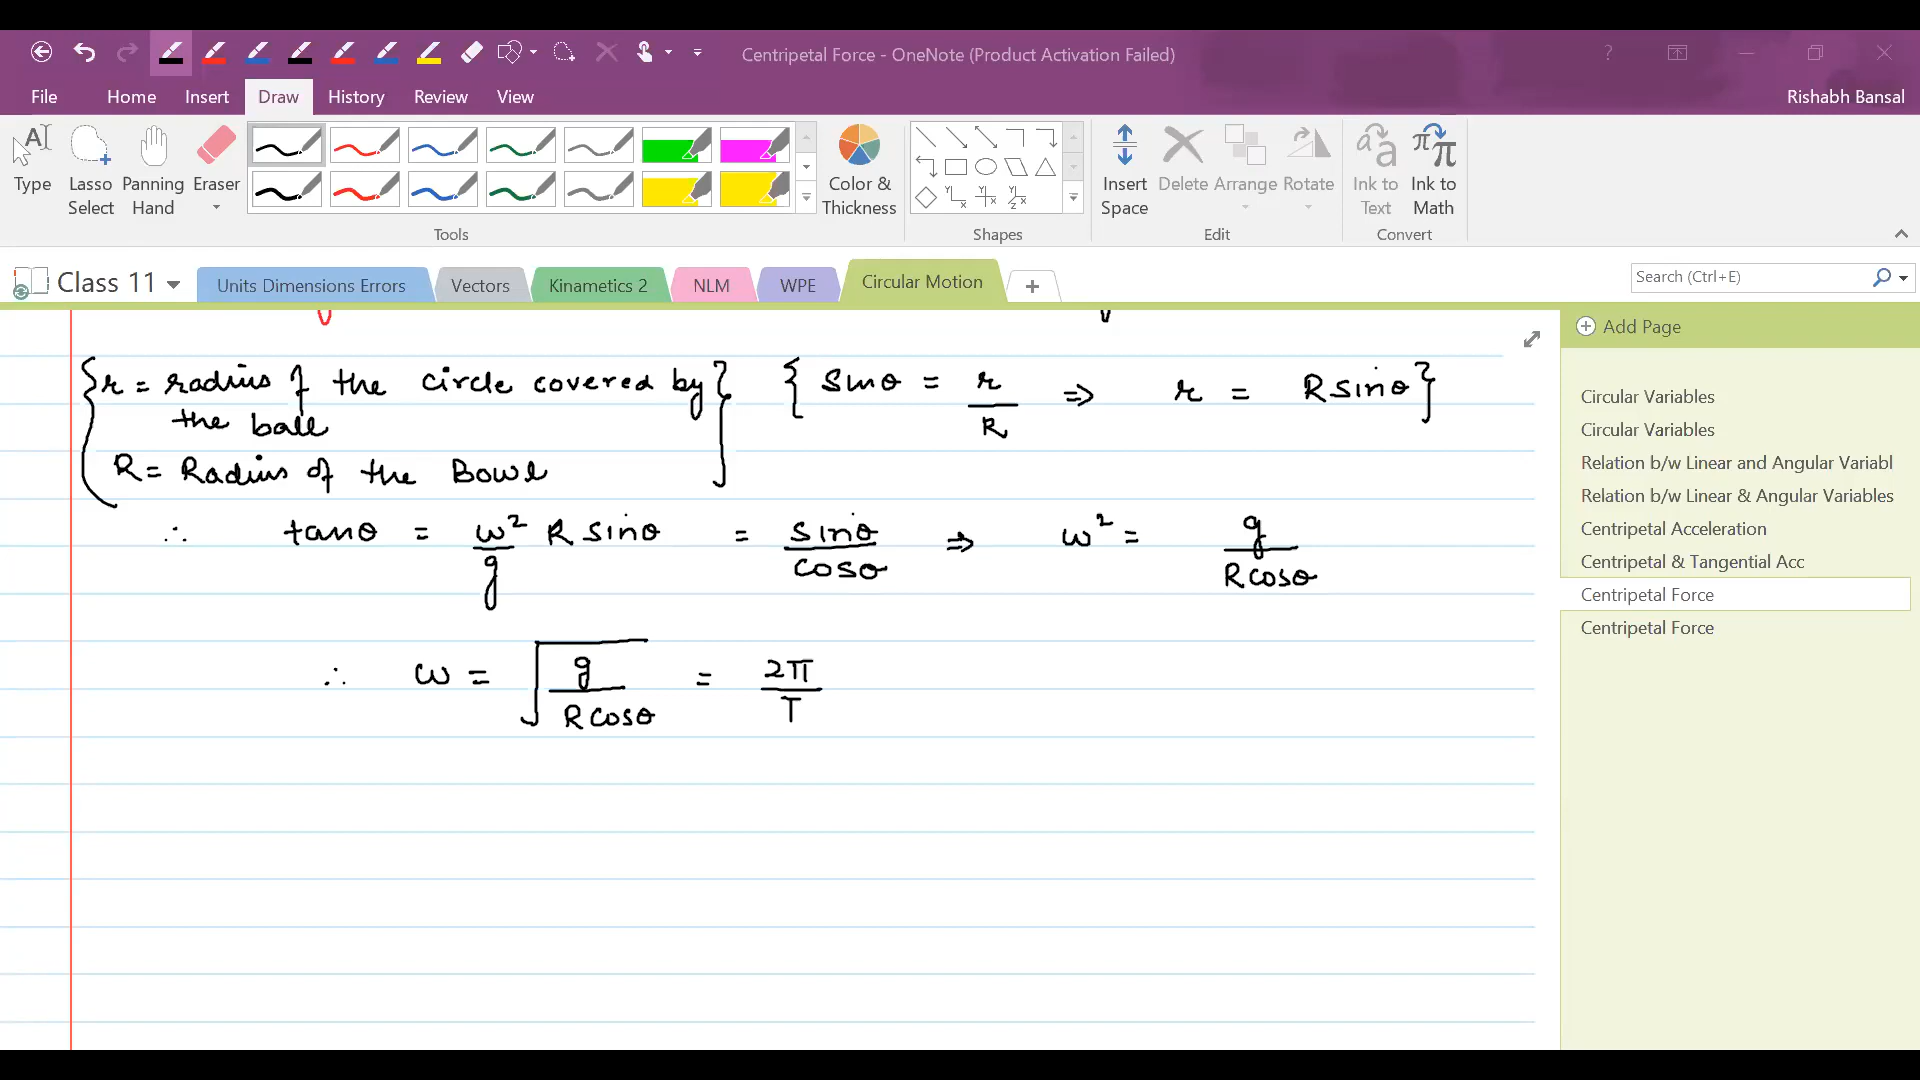 Centripetal Force - OneNote (Product Activation Failed)
?
File Home Insert Draw History Review View
Rishabh Bansal
Type
Lasso Select
Panning Hand
Eraser
Color & Thickness
Insert Space
Delete
Arrange
Rotate
Ink to Text
Ink to Math
Tools
Shapes
Edit
Convert
Class 11
Units Dimensions Errors
Vectors
Kinametics 2
NLM
WPE
Circular Motion
Search (Ctrl+E)
{r = radius of the circle covered by
the ball
R = Radius of the Bowl}
{sinθ = r/R ⇒ r = R sinθ}
∴ tanθ = ω²/g R sinθ = sinθ/cosθ ⇒ ω² = g/Rcosθ
∴ ω = √(g/Rcosθ) = 2π/T
Add Page
Circular Variables
Circular Variables
Relation b/w Linear and Angular Variabl
Relation b/w Linear & Angular Variables
Centripetal Acceleration
Centripetal & Tangential Acc
Centripetal Force
Centripetal Force